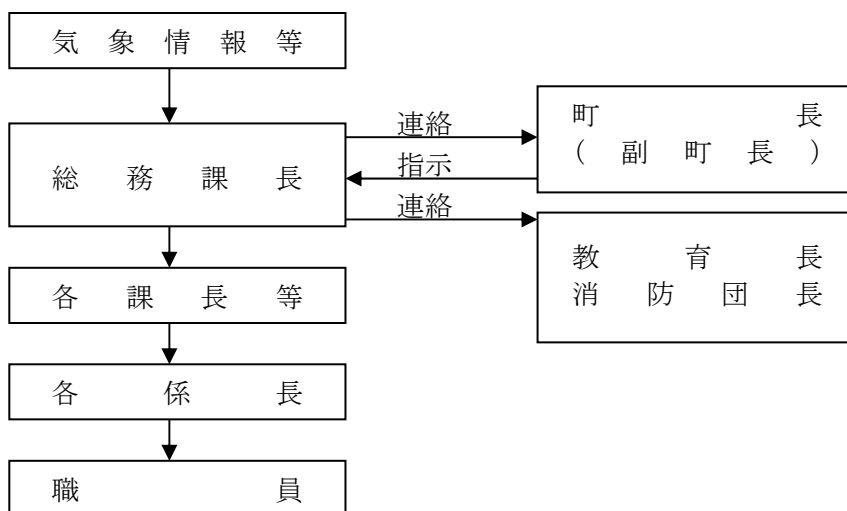 気象情報等
連絡
町長
(副町長)
総務課長
指示
連絡
教育長
消防団長
各課長等
各係長
職員